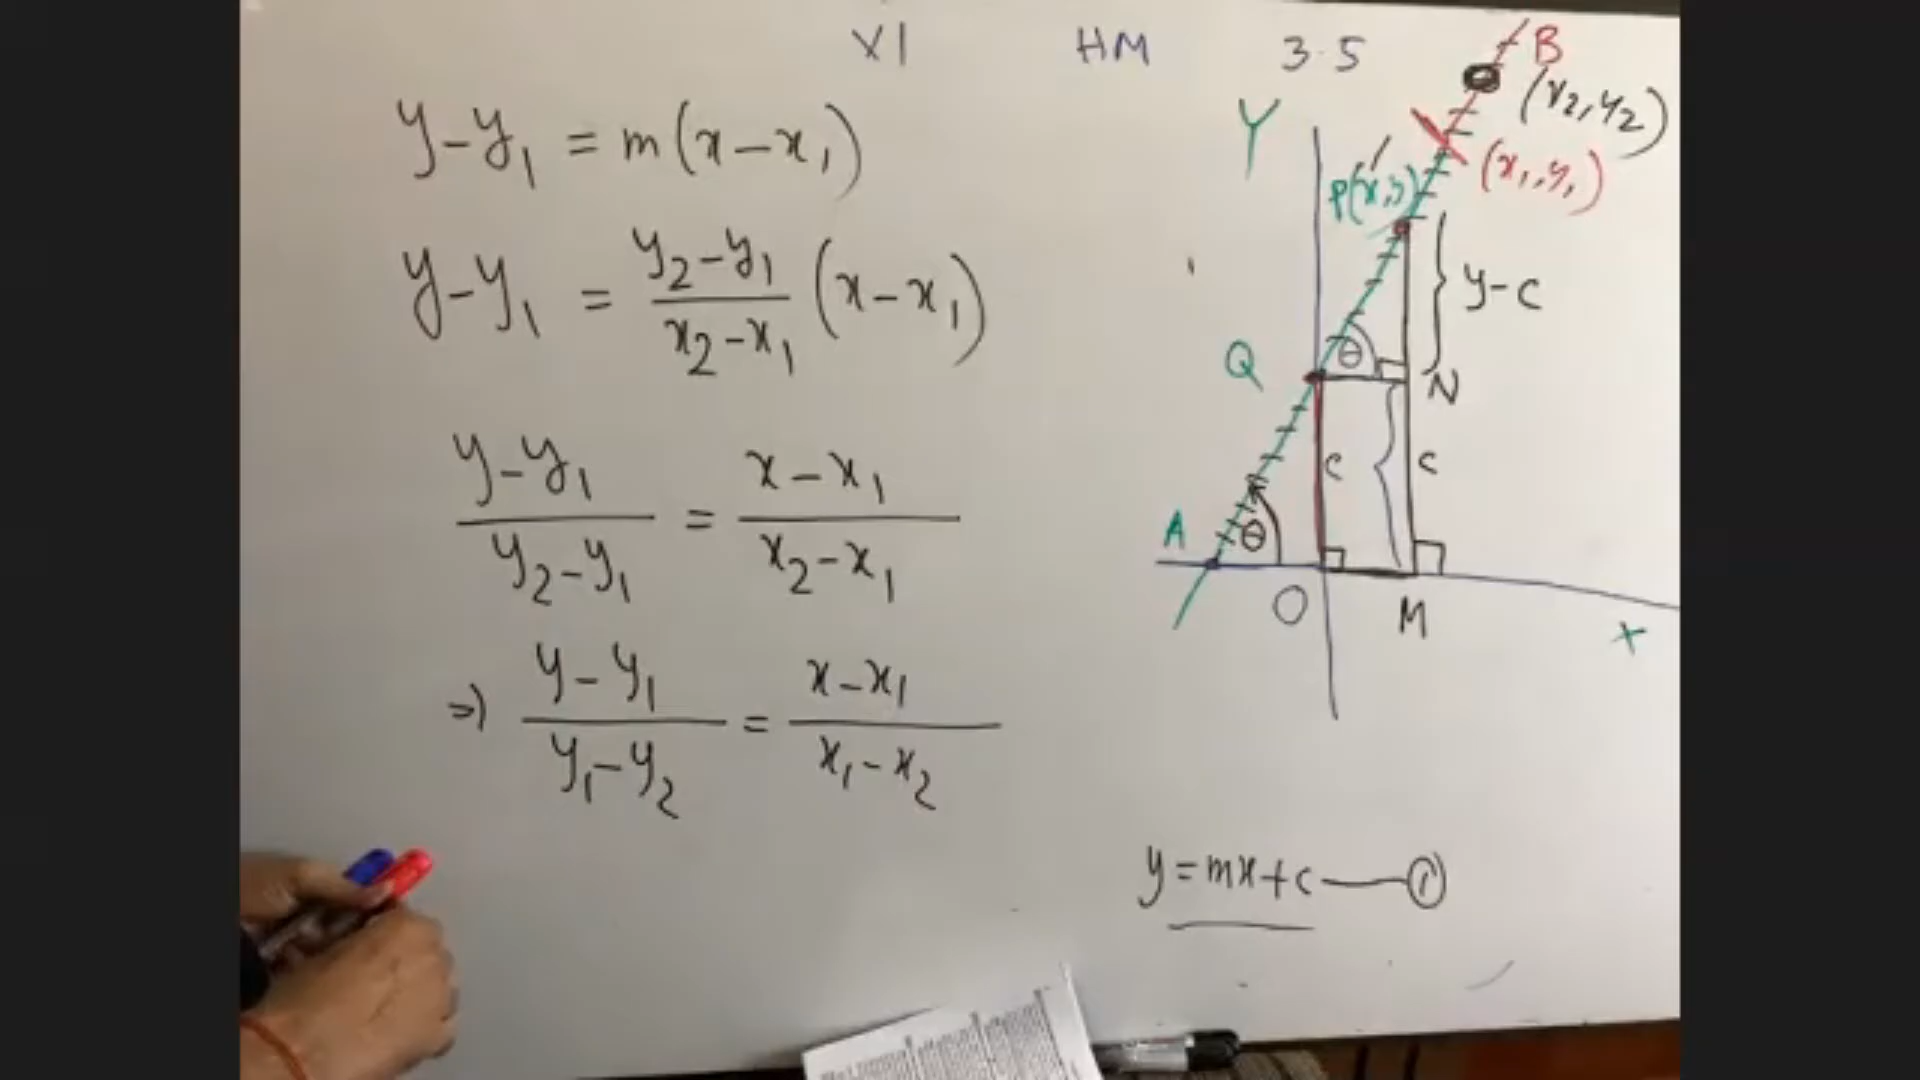 XI HM 3.5
y-y₁ = m(x-x₁)
y-y₁ = y₂-y₁/x₂-x₁ (x-x₁)
y-y₁/y₂-y₁ = x-x₁/x₂-x₁
⇒ y-y₁/y₁-y₂ = x-x₁/x₁-x₂
B
(x₂,y₂)
Y
(x₁,y₁)
P(x,y)
y-c
θ
Q
N
c
c
A
θ
O
M
x
y=mx+c ①